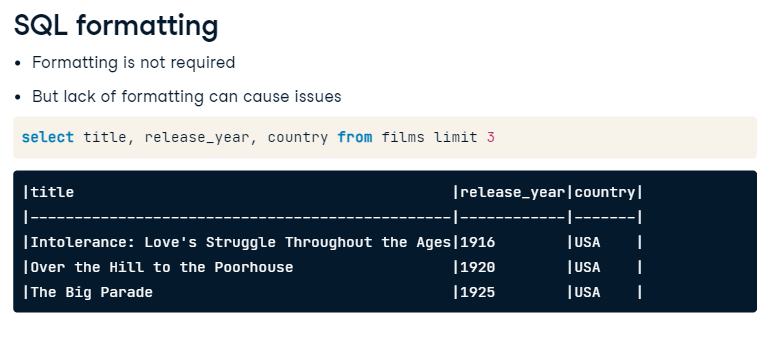 SQL formatting
• Formatting is not required
• But lack of formatting can cause issues
select title, release_year, country from films limit 3
|title                                           |release_year|country|
|------------------------------------------------|------------|-------|
|Intolerance: Love's Struggle Throughout the Ages|1916        |USA    |
|Over the Hill to the Poorhouse                  |1920        |USA    |
|The Big Parade                                  |1925        |USA    |